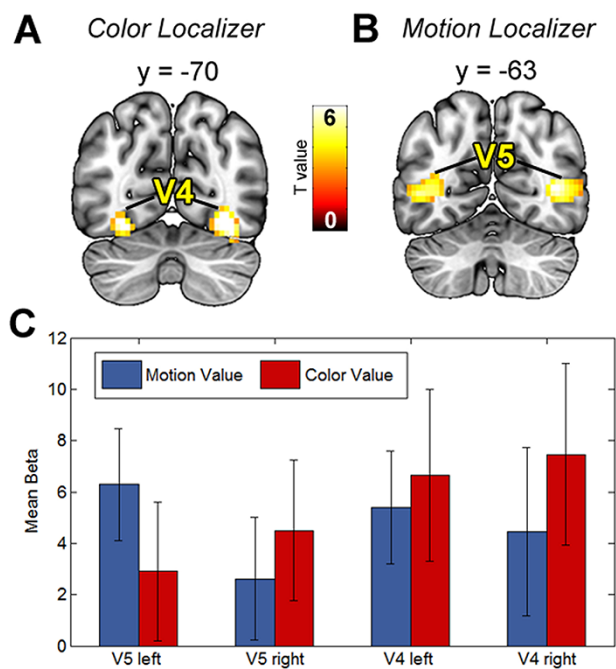 A
Color Localizer
y = -70
V4
6
T value
0
B
Motion Localizer
y = -63
V5
C
12
10
8
6
4
2
0
Mean Beta
Motion Value
Color Value
V5 left
V5 right
V4 left
V4 right